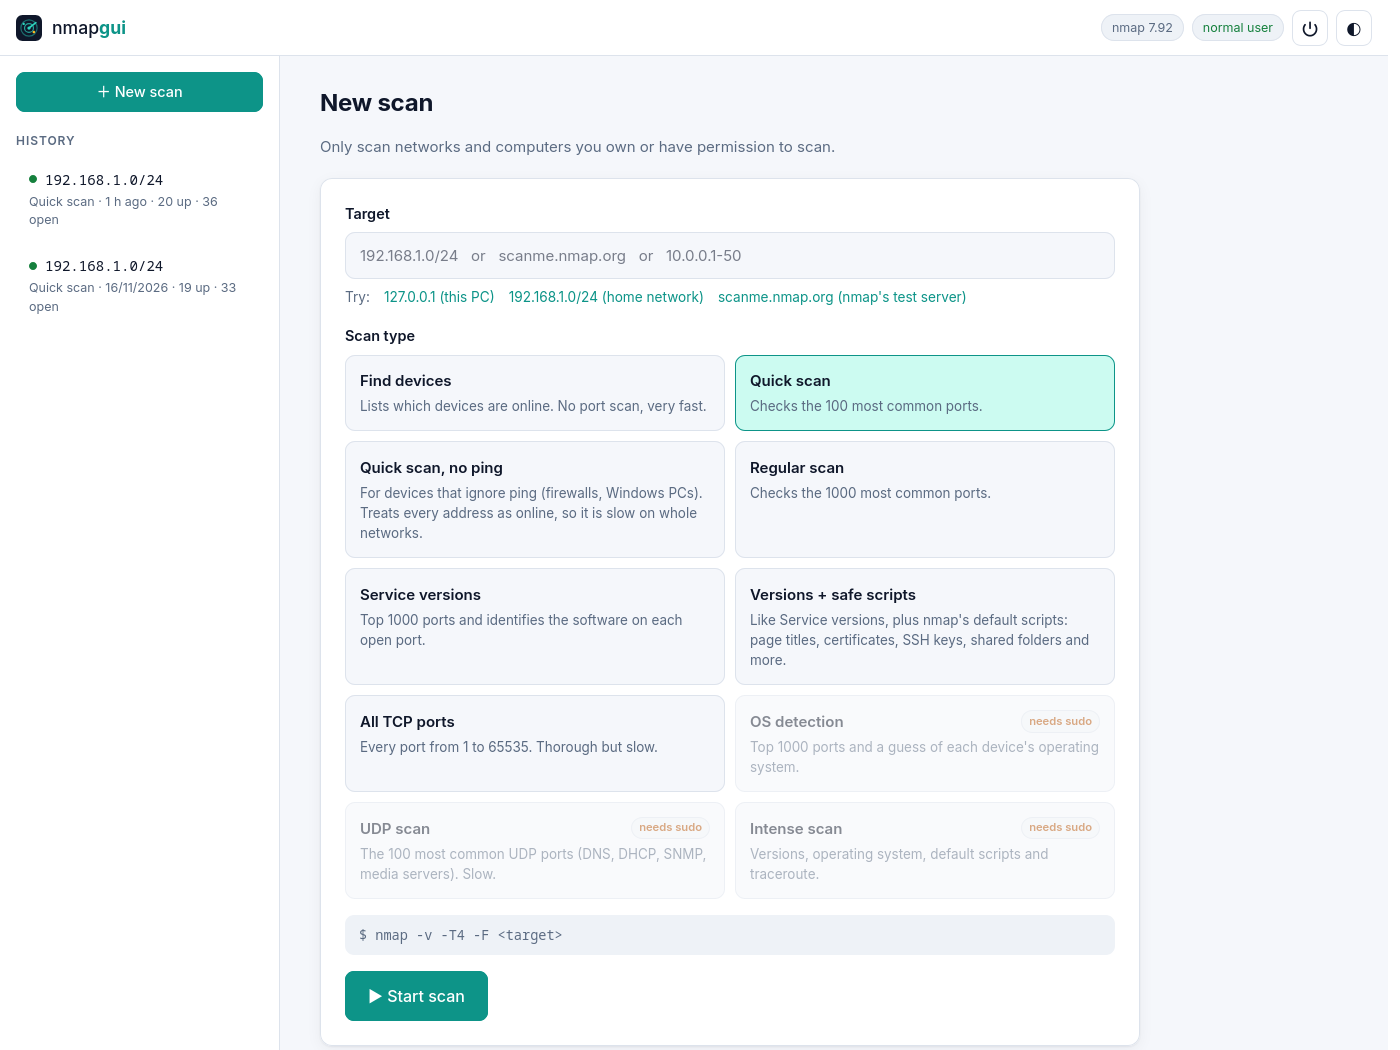 nmapgui
nmap 7.92
normal user
+ New scan
HISTORY
192.168.1.0/24
Quick scan · 1 h ago · 20 up · 36
open
192.168.1.0/24
Quick scan · 16/11/2026 · 19 up · 33
open
New scan
Only scan networks and computers you own or have permission to scan.
Target
192.168.1.0/24 or scanme.nmap.org or 10.0.0.1-50
Try: 127.0.0.1 (this PC) 192.168.1.0/24 (home network) scanme.nmap.org (nmap's test server)
Scan type
Find devices
Lists which devices are online. No port scan, very fast.
Quick scan
Checks the 100 most common ports.
Quick scan, no ping
For devices that ignore ping (firewalls, Windows PCs).
Treats every address as online, so it is slow on whole
networks.
Regular scan
Checks the 1000 most common ports.
Service versions
Top 1000 ports and identifies the software on each
open port.
Versions + safe scripts
Like Service versions, plus nmap's default scripts:
page titles, certificates, SSH keys, shared folders and
more.
All TCP ports
Every port from 1 to 65535. Thorough but slow.
OS detection
needs sudo
Top 1000 ports and a guess of each device's operating
system.
UDP scan
needs sudo
The 100 most common UDP ports (DNS, DHCP, SNMP,
media servers). Slow.
Intense scan
needs sudo
Versions, operating system, default scripts and
traceroute.
$ nmap -v -T4 -F <target>
▶ Start scan